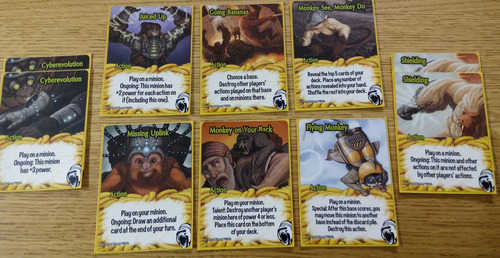 Cyberevolution
Cyberevolution
Action
Play on a minion.
Ongoing: This minion
has +3 power.
Juiced Up
Action
Play on a minion.
Ongoing: This minion has
+2 power for each action on
it (including this one).
Going Bananas
Action
Choose a base.
Destroy other players'
actions played on that base
and on minions there.
Monkey See, Monkey Do
Action
Reveal the top 5 cards of your
deck. Place any number of
actions revealed into your hand.
Shuffle the rest into your deck.
Missing Uplink
Action
Play on your minion.
Ongoing: Draw an additional
card at the end of your turn.
Monkey on Your Back
Action
Play on your minion.
Talent: Destroy another player's
minion here of power 4 or less.
Place this card on the bottom
of your deck.
Flying Monkey
Action
Play on a minion.
Special: After this base scores, you
may move this minion to another
base instead of the discard pile.
Destroy this action.
Shielding
Shielding
Action
Play on a minion.
Ongoing: This minion and other
actions on it are not affected
by other players' actions.